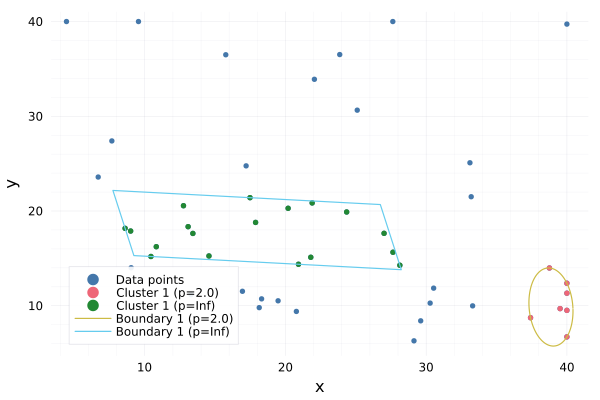 40
30
20
10
y
Data points
Cluster 1 (p=2.0)
Cluster 1 (p=Inf)
Boundary 1 (p=2.0)
Boundary 1 (p=Inf)
10 20 30 40
x